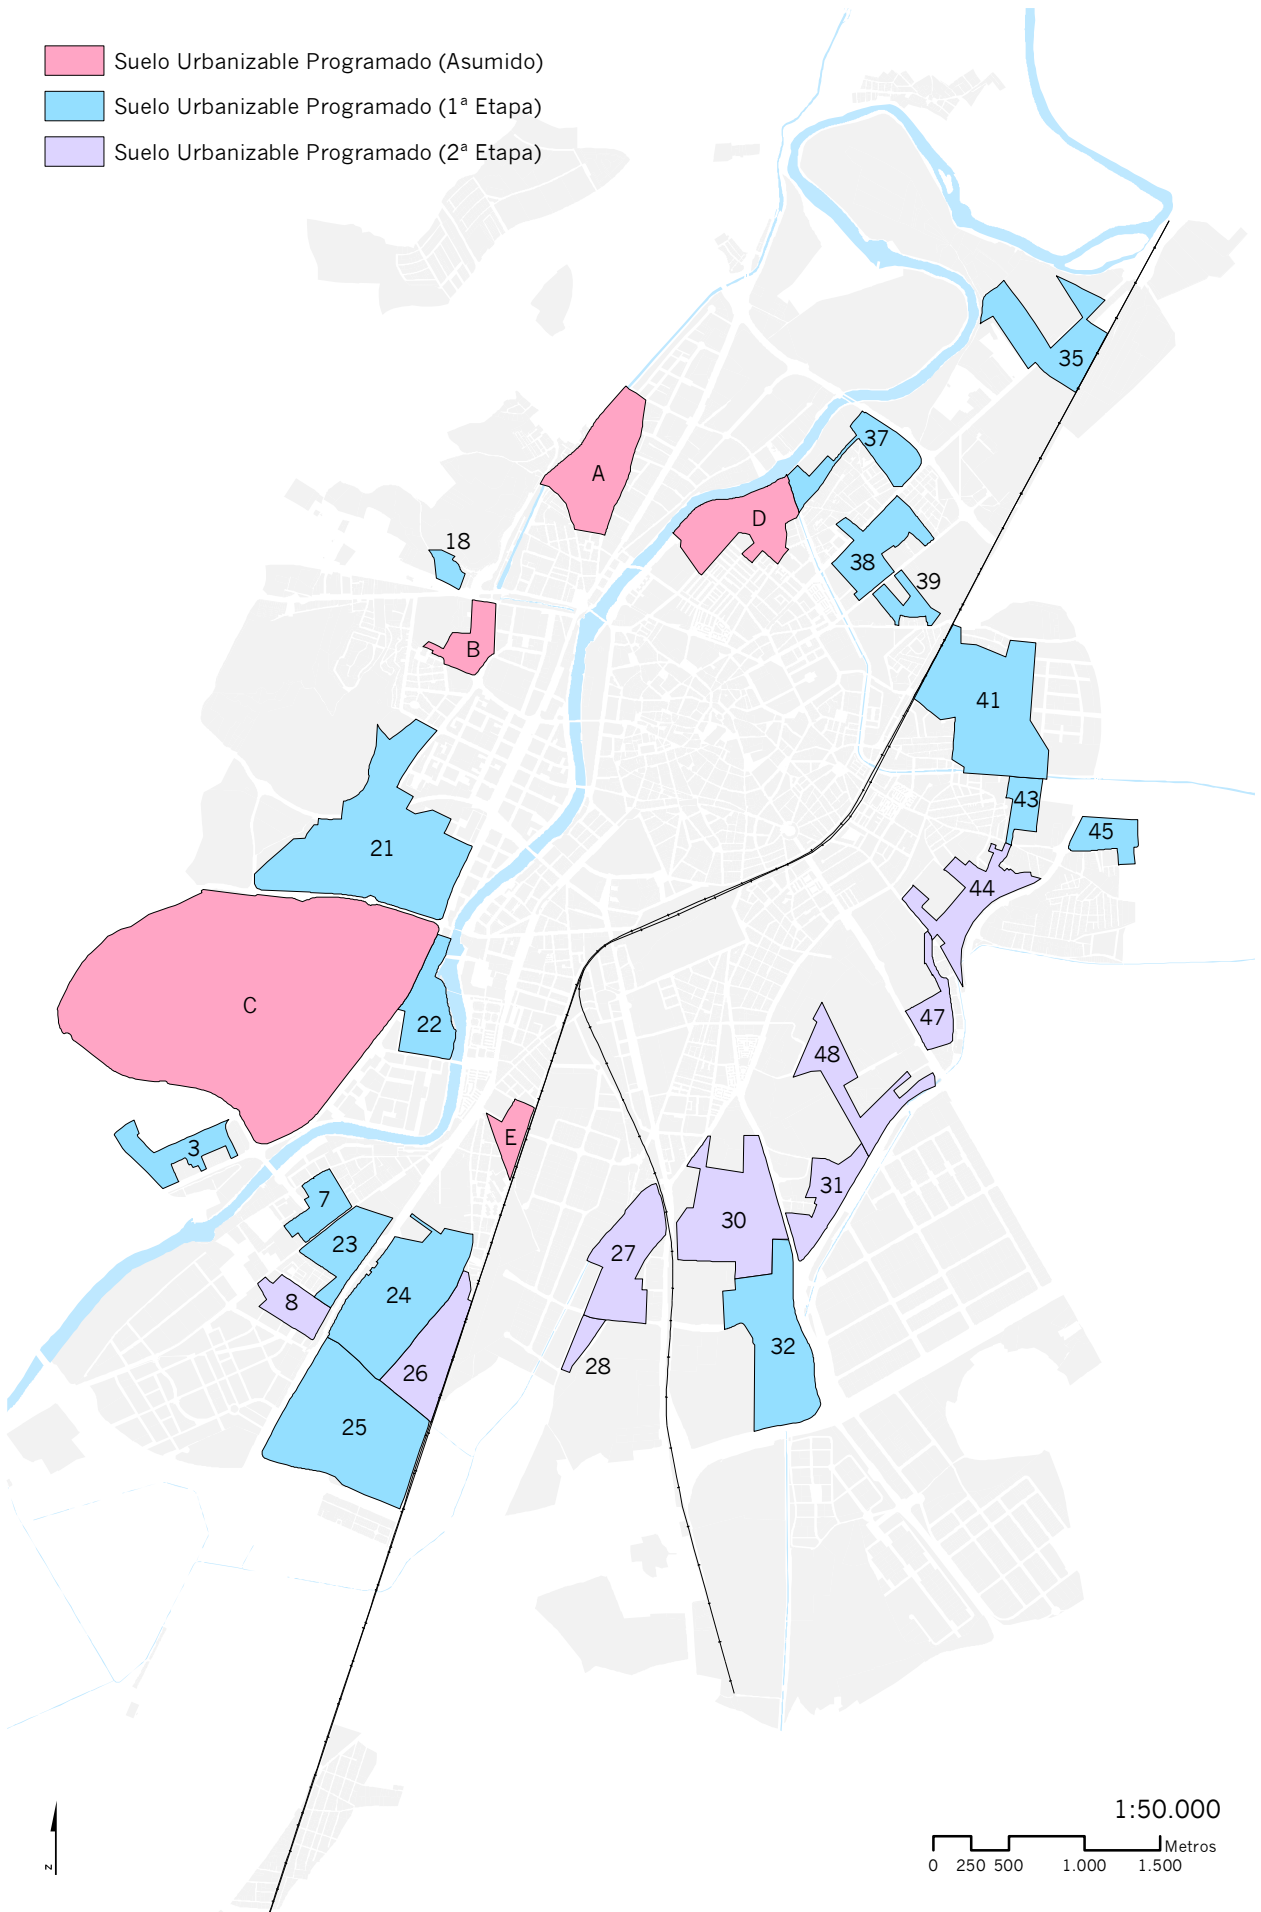 Suelo Urbanizable Programado (Asumido)
Suelo Urbanizable Programado (1ª Etapa)
Suelo Urbanizable Programado (2ª Etapa)
35
37
A
D
18
38
39
B
41
43
45
21
44
C
22
47
48
E
3
31
7
30
23
27
24
8
32
28
26
25
1:50.000
Metros
0 250 500 1.000 1.500
N